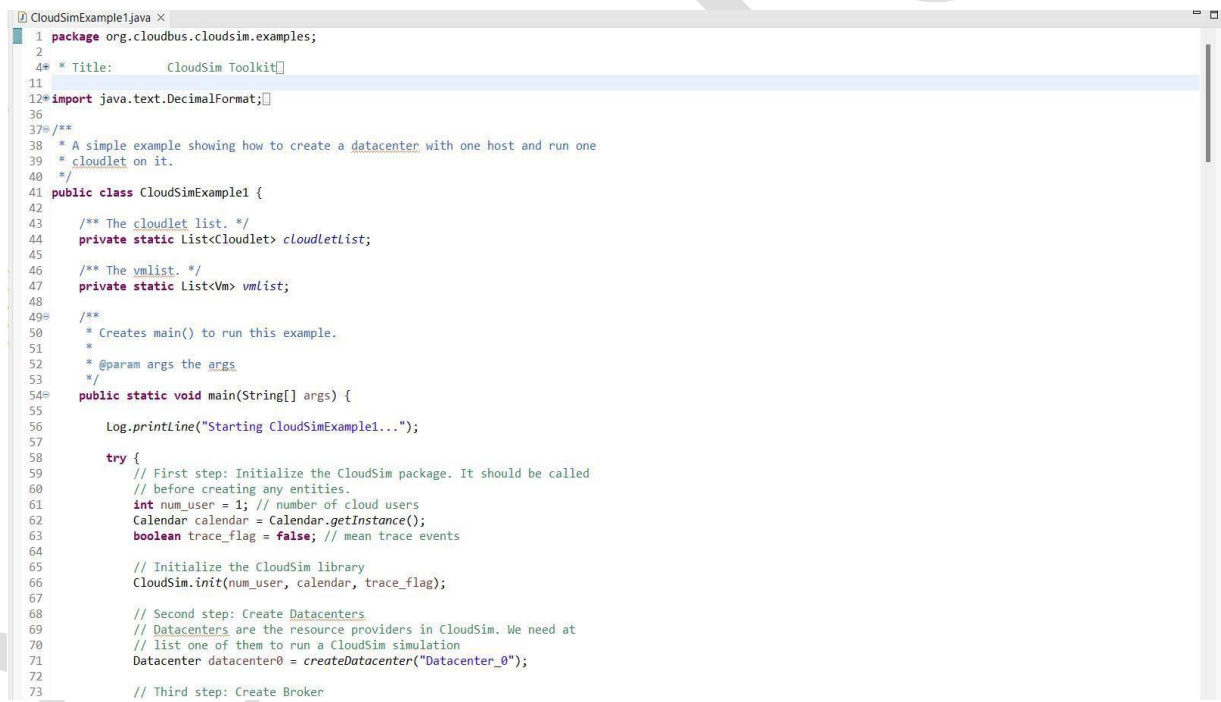 CloudSimExample1.java ×
1 package org.cloudbus.cloudsim.examples;
2
4 * Title: CloudSim Toolkit
11
12 import java.text.DecimalFormat;
36
37 /**
38 * A simple example showing how to create a datacenter with one host and run one
39 * cloudlet on it.
40 */
41 public class CloudSimExample1 {
42
43 /** The cloudlet list. */
44 private static List<Cloudlet> cloudletList;
45
46 /** The vmlist. */
47 private static List<Vm> vmlist;
48
49 /**
50 * Creates main() to run this example.
51 *
52 * @param args the args
53 */
54 public static void main(String[] args) {
55
56 Log.printLine("Starting CloudSimExample1...");
57
58 try {
59 // First step: Initialize the CloudSim package. It should be called
60 // before creating any entities.
61 int num_user = 1; // number of cloud users
62 Calendar calendar = Calendar.getInstance();
63 boolean trace_flag = false; // mean trace events
64
65 // Initialize the CloudSim library
66 CloudSim.init(num_user, calendar, trace_flag);
67
68 // Second step: Create Datacenters
69 // Datacenters are the resource providers in CloudSim. We need at
70 // list one of them to run a CloudSim simulation
71 Datacenter datacenter0 = createDatacenter("Datacenter_0");
72
73 // Third step: Create Broker